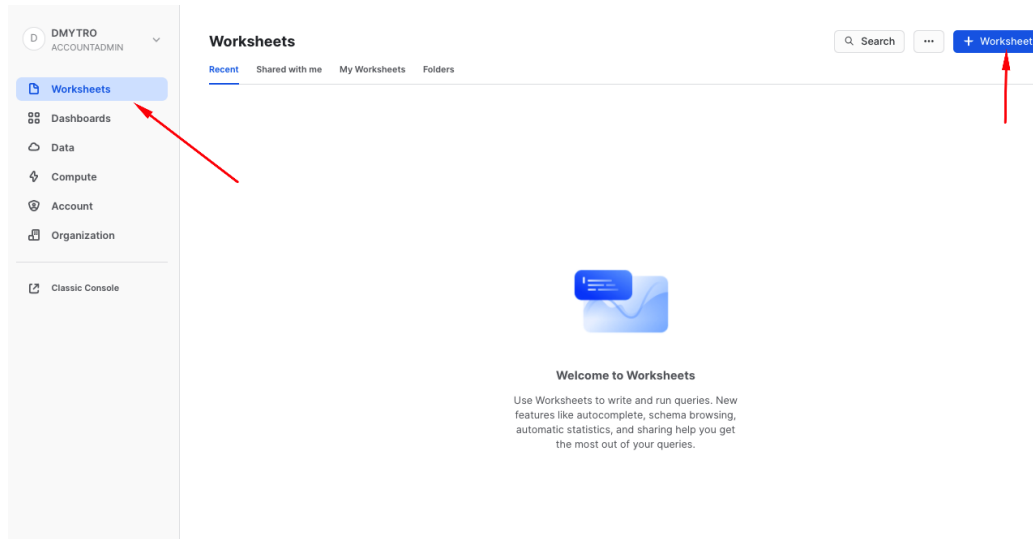 D
DMYTRO
ACCOUNTADMIN
Worksheets
Dashboards
Data
Compute
Account
Organization
Classic Console
Worksheets
Search
+ Worksheet
Recent
Shared with me
My Worksheets
Folders
Welcome to Worksheets
Use Worksheets to write and run queries. New
features like autocomplete, schema browsing,
automatic statistics, and sharing help you get
the most out of your queries.